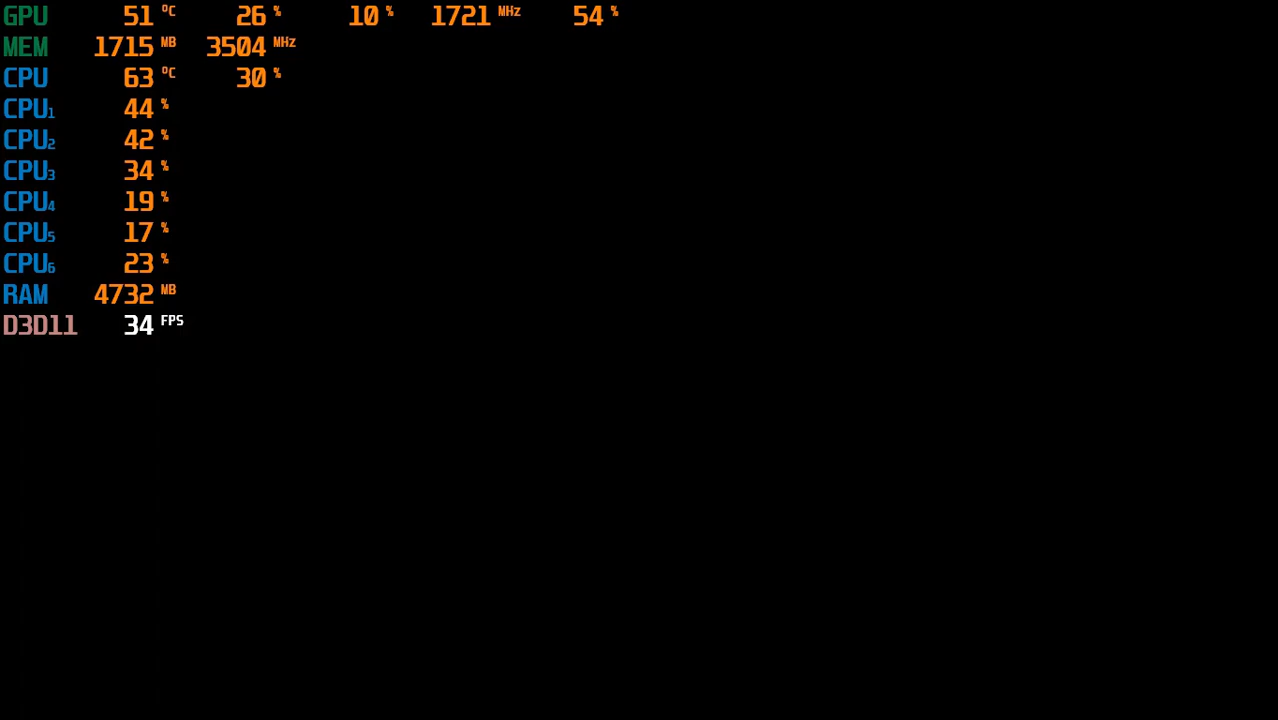 GPU 51 °C 26 % 10 % 1721 MHz 54 %
MEM 1715 MB 3504 MHz
CPU 63 °C 30 %
CPU1 44 %
CPU2 42 %
CPU3 34 %
CPU4 19 %
CPU5 17 %
CPU6 23 %
RAM 4732 MB
D3D11 34 FPS